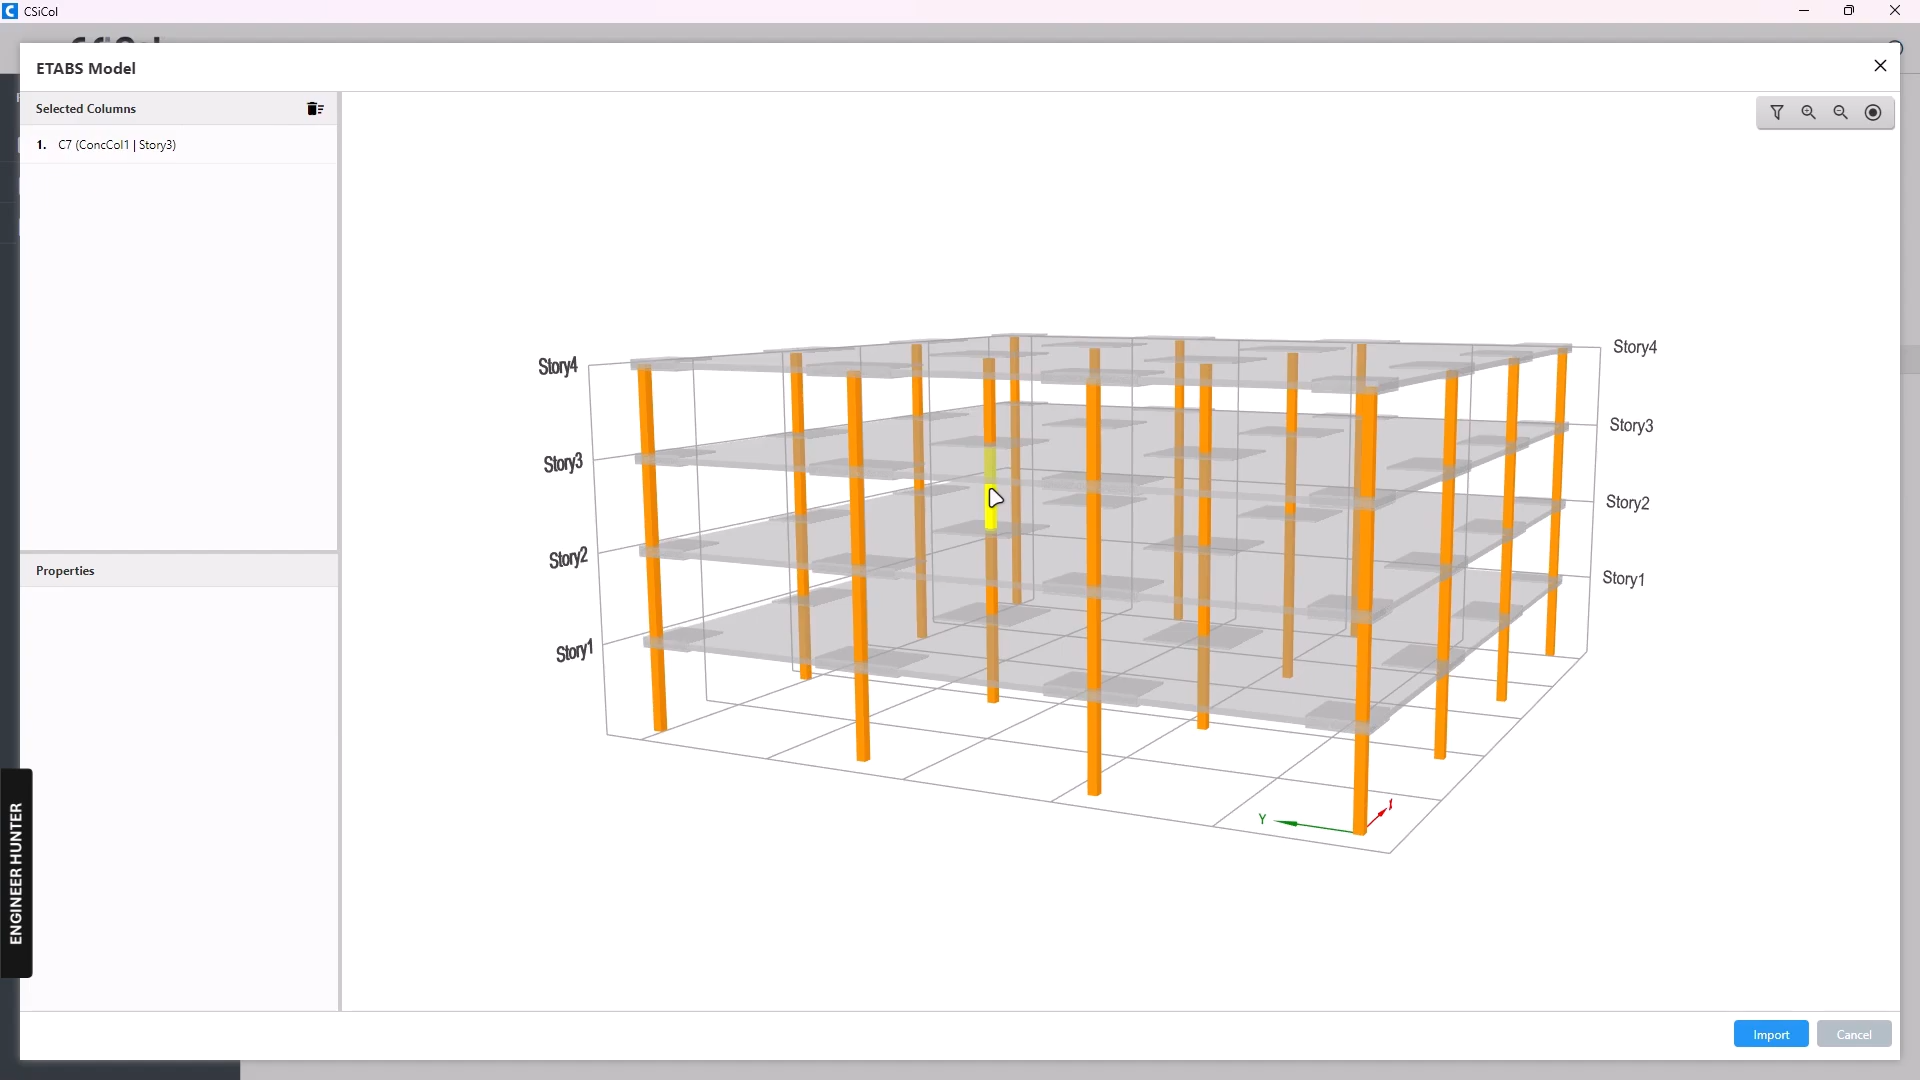 CSiCol
ETABS Model
Selected Columns
1. C7 (ConcCol1 | Story3)
Properties
Story4
Story3
Story2
Story1
Story4
Story3
Story2
Story1
Y
ENGINEER HUNTER
Import
Cancel